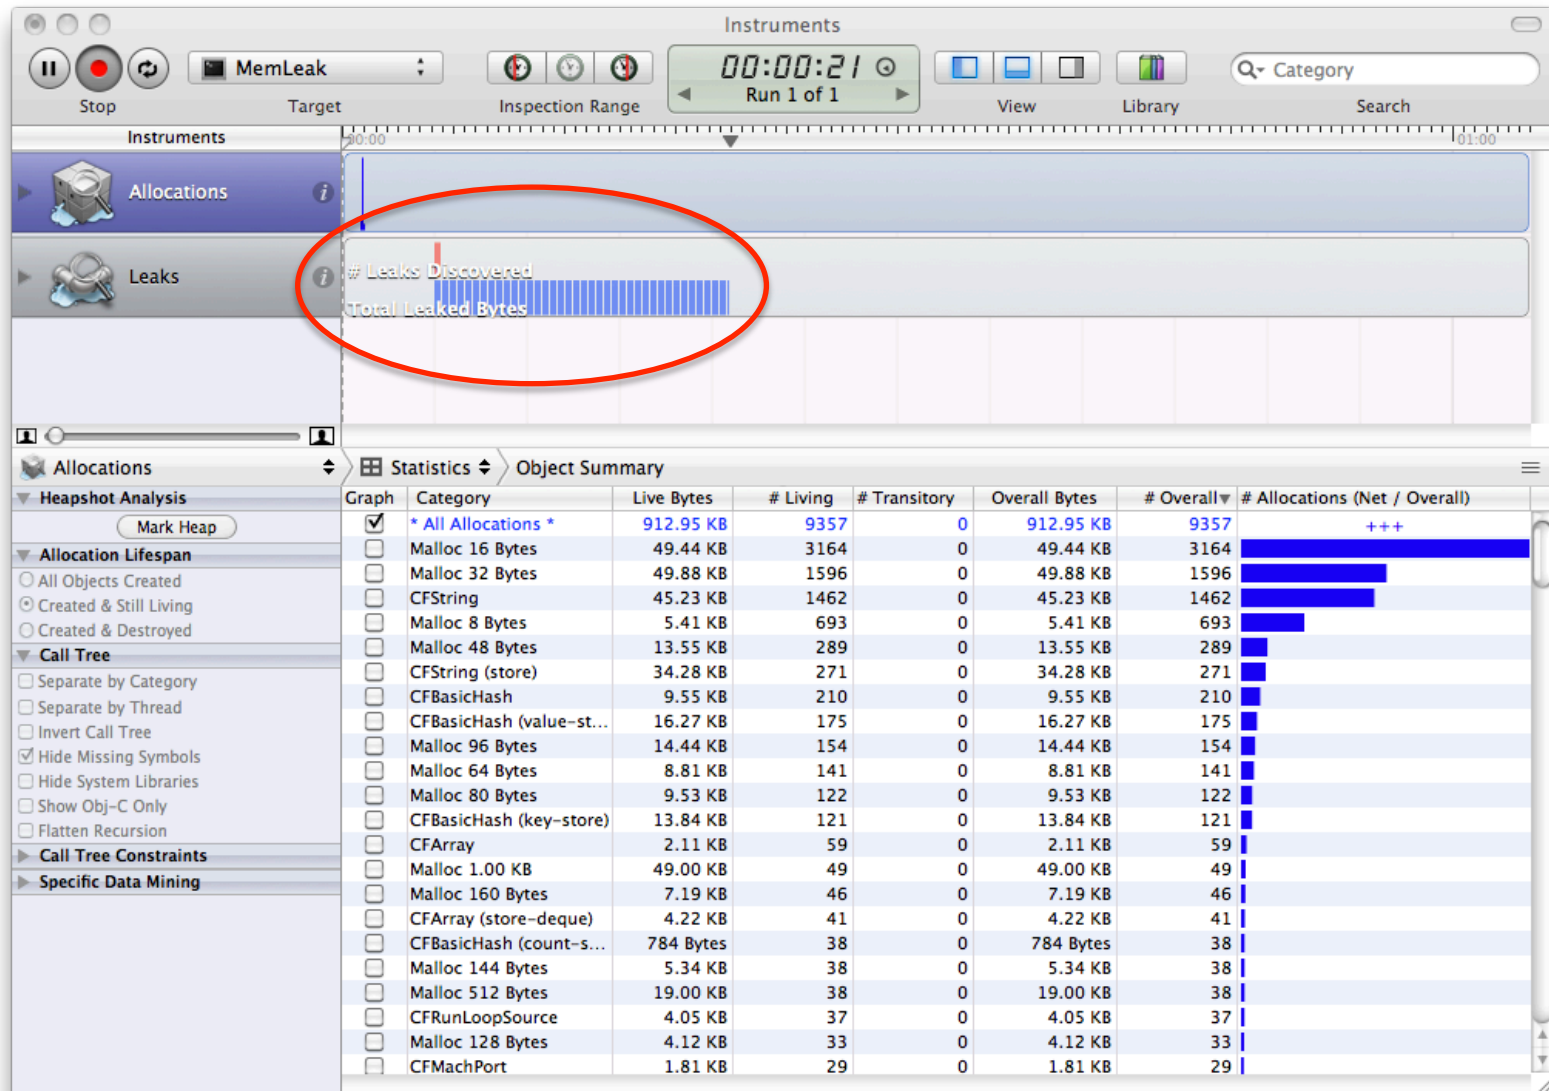 Instruments
MemLeak
00:00:21
Run 1 of 1
Category
Stop
Target
Inspection Range
View
Library
Search
Instruments
00:00
01:00
Allocations
Leaks
# Leaks Discovered
Total Leaked Bytes
Allocations
Statistics
Object Summary
Heapshot Analysis
Mark Heap
Allocation Lifespan
All Objects Created
Created & Still Living
Created & Destroyed
Call Tree
Separate by Category
Separate by Thread
Invert Call Tree
Hide Missing Symbols
Hide System Libraries
Show Obj-C Only
Flatten Recursion
Call Tree Constraints
Specific Data Mining
Graph Category Live Bytes # Living # Transitory Overall Bytes # Overall # Allocations (Net / Overall)
* All Allocations * 912.95 KB 9357 0 912.95 KB 9357 +++
Malloc 16 Bytes 49.44 KB 3164 0 49.44 KB 3164
Malloc 32 Bytes 49.88 KB 1596 0 49.88 KB 1596
CFString 45.23 KB 1462 0 45.23 KB 1462
Malloc 8 Bytes 5.41 KB 693 0 5.41 KB 693
Malloc 48 Bytes 13.55 KB 289 0 13.55 KB 289
CFString (store) 34.28 KB 271 0 34.28 KB 271
CFBasicHash 9.55 KB 210 0 9.55 KB 210
CFBasicHash (value-st... 16.27 KB 175 0 16.27 KB 175
Malloc 96 Bytes 14.44 KB 154 0 14.44 KB 154
Malloc 64 Bytes 8.81 KB 141 0 8.81 KB 141
Malloc 80 Bytes 9.53 KB 122 0 9.53 KB 122
CFBasicHash (key-store) 13.84 KB 121 0 13.84 KB 121
CFArray 2.11 KB 59 0 2.11 KB 59
Malloc 1.00 KB 49.00 KB 49 0 49.00 KB 49
Malloc 160 Bytes 7.19 KB 46 0 7.19 KB 46
CFArray (store-deque) 4.22 KB 41 0 4.22 KB 41
CFBasicHash (count-s... 784 Bytes 38 0 784 Bytes 38
Malloc 144 Bytes 5.34 KB 38 0 5.34 KB 38
Malloc 512 Bytes 19.00 KB 38 0 19.00 KB 38
CFRunLoopSource 4.05 KB 37 0 4.05 KB 37
Malloc 128 Bytes 4.12 KB 33 0 4.12 KB 33
CFMachPort 1.81 KB 29 0 1.81 KB 29